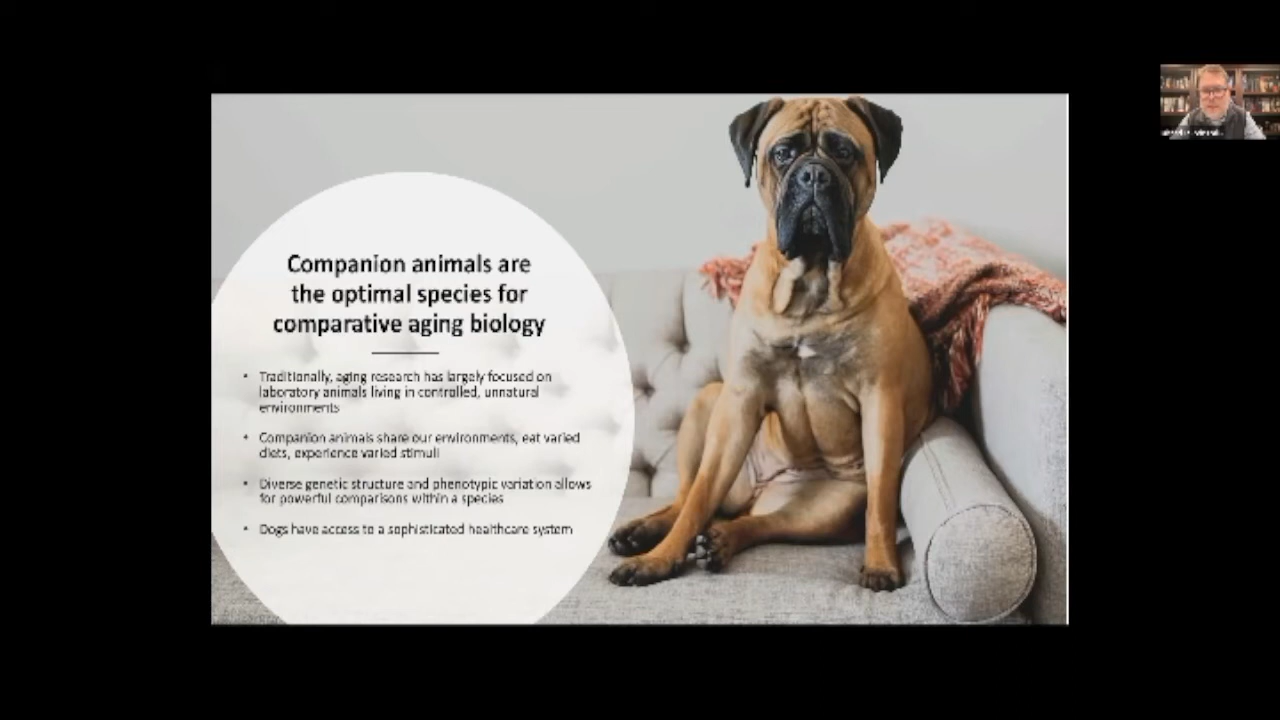 Companion animals are
the optimal species for
comparative aging biology
• Traditionally, aging research has largely focused on
laboratory animals living in controlled, unnatural
environments
• Companion animals share our environments, eat varied
diets, experience varied stimuli
• Diverse genetic structure and phenotypic variation allows
for powerful comparisons within a species
• Dogs have access to a sophisticated healthcare system